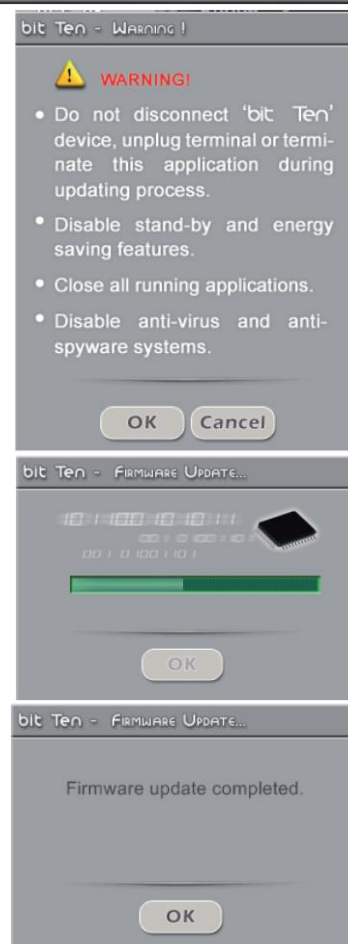 bit Ten - Warning !
WARNING!
• Do not disconnect ‘bit Ten’
device, unplug terminal or termi-
nate this application during
updating process.
• Disable stand-by and energy
saving features.
• Close all running applications.
• Disable anti-virus and anti-
spyware systems.
OK Cancel
bit Ten - Firmware Update...
OK
bit Ten - Firmware Update...
Firmware update completed.
OK